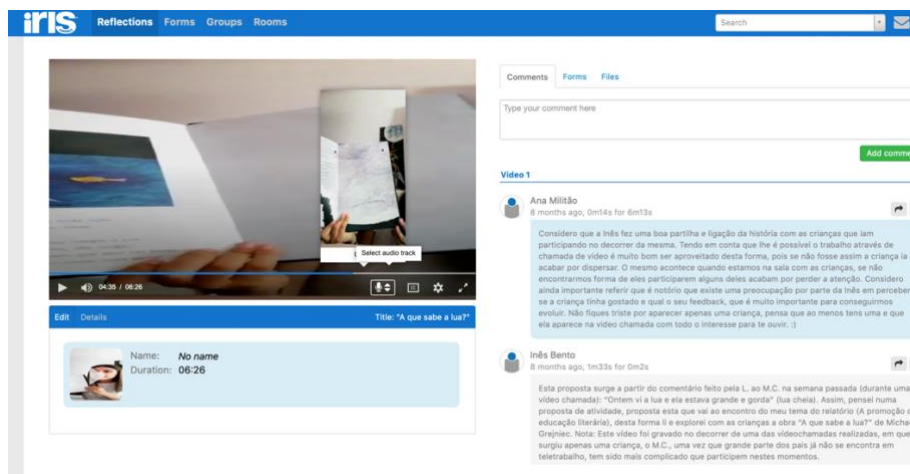 iris
Reflections Forms Groups Rooms
Search
Select audio track
04:35 / 06:26
Edit Details Title: "A que sabe a lua?"
Name: No name
Duration: 06:26
Comments Forms Files
Type your comment here
Add comme
Video 1
Ana Militão
8 months ago, 0m14s for 6m13s
Considero que a Inês fez uma boa partilha e ligação da história com as crianças que iam
participando no decorrer da mesma. Tendo em conta que lhe é possível o trabalho através de
chamada de vídeo é muito bom ser aproveitado desta forma, pois se não fosse assim a criança ia
acabar por dispersar. O mesmo acontece quando estamos na sala com as crianças, se não
encontrarmos forma de eles participarem alguns deles acabam por perder a atenção. Considero
ainda importante referir que é notório que existe uma preocupação por parte da Inês em perceber
se a criança tinha gostado e qual o seu feedback, que é muito importante para conseguirmos
evoluir. Não fiques triste por aparecer apenas uma criança, pensa que ao menos tens uma e que
ela aparece na vídeo chamada com todo o interesse para te ouvir. :)
Inês Bento
8 months ago, 1m33s for 0m2s
Esta proposta surge a partir do comentário feito pela L. ao M.C. na semana passada (durante uma
vídeo chamada): "Ontem vi a lua e ela estava grande e gorda" (lua cheia). Assim, pensei numa
proposta de atividade, proposta esta que vai ao encontro do meu tema do relatório (A promoção d
educação literária), desta forma li e explorei com as crianças a obra "A que sabe a lua?" de Michae
Grejniec. Nota: Este vídeo foi gravado no decorrer de uma das videochamadas realizadas, em que
surgiu apenas uma criança, o M.C., uma vez que grande parte dos pais já não se encontra em
teletrabalho, tem sido mais complicado que participem nestes momentos.